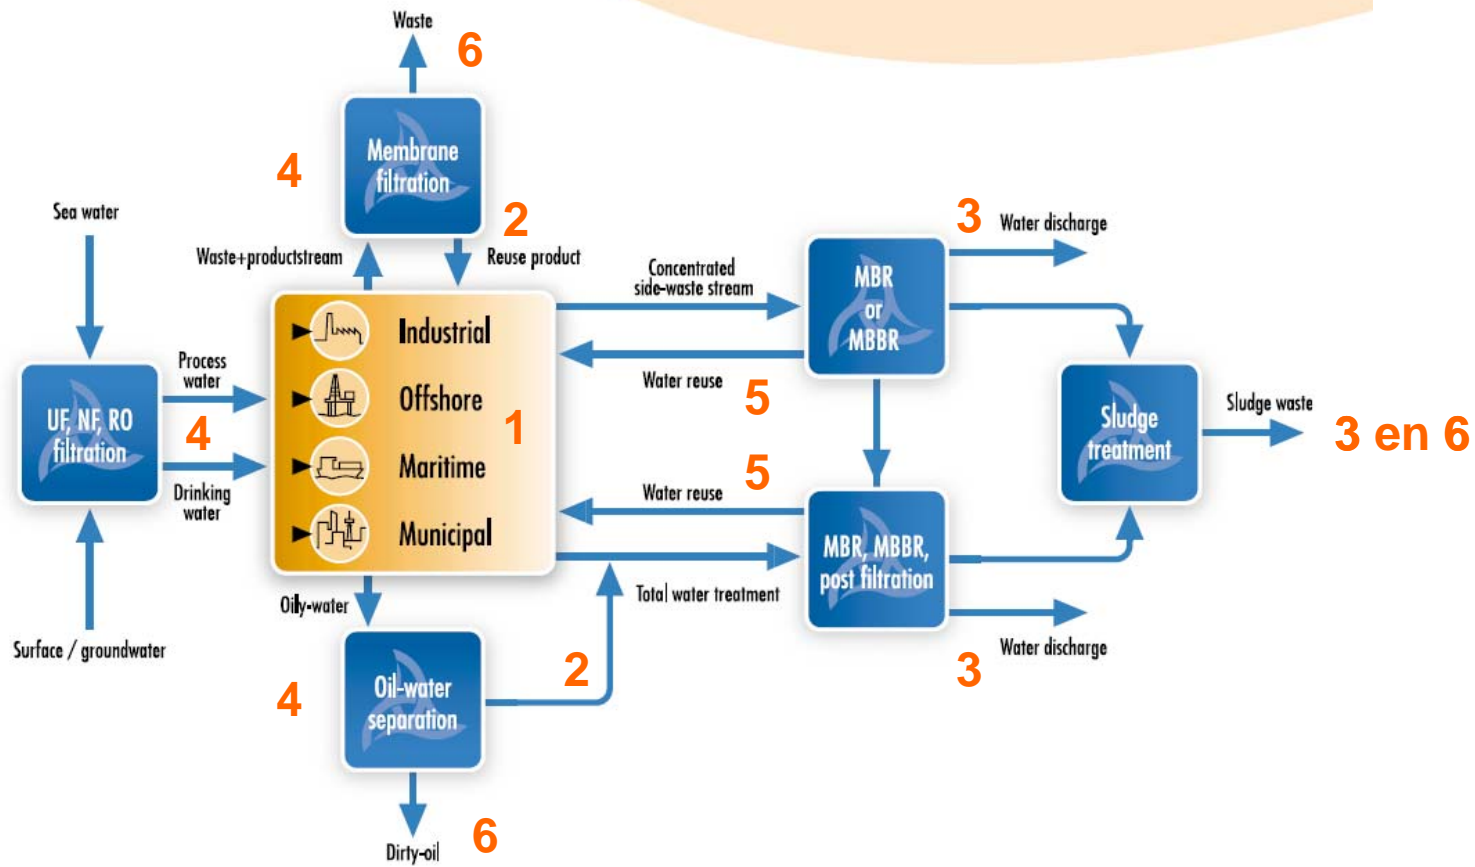 Waste
6
Membrane
filtration
4
2
Sea water
Waste+productstream
Reuse product
3
Water discharge
Concentrated
side-waste stream
MBR
or
MBBR
Industrial
Process
water
Water reuse
5
UF, NF, RO
filtration
4
Offshore
1
Sludge
treatment
Sludge waste
3 en 6
Maritime
Drinking
water
Water reuse
5
Municipal
MBR, MBBR,
post filtration
Oily-water
Total water treatment
Surface / groundwater
Water discharge
3
2
4
Oil-water
separation
6
Dirty-oil